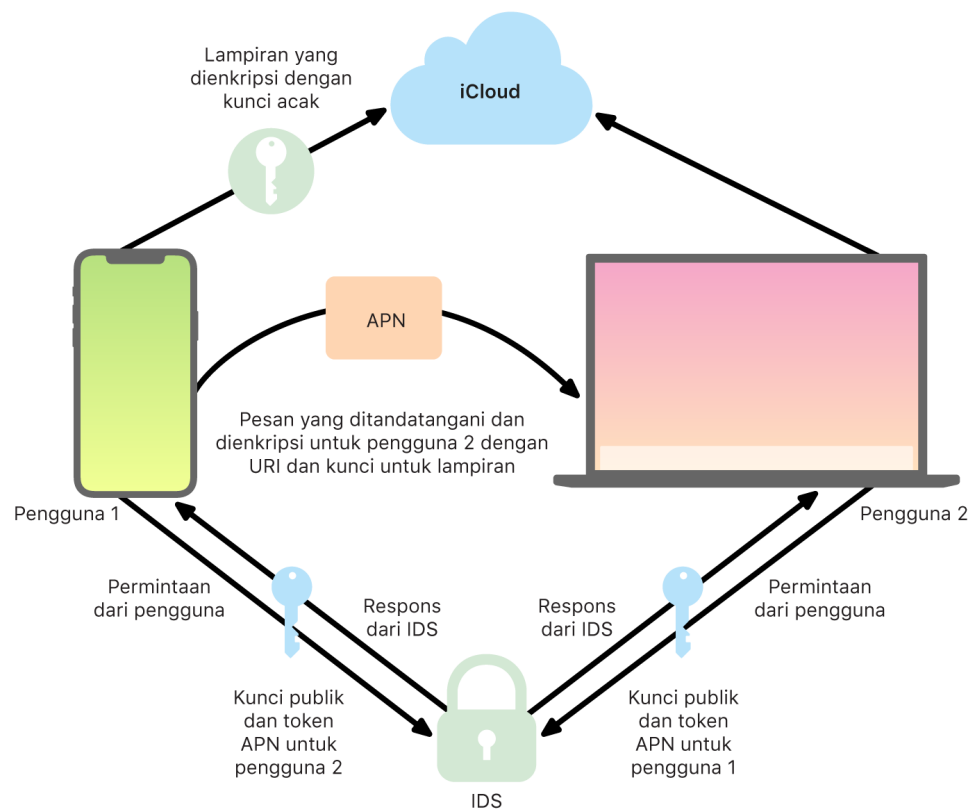 Lampiran yang
dienkripsi dengan
kunci acak
iCloud
APN
Pesan yang ditandatangani dan
dienkripsi untuk pengguna 2 dengan
URI dan kunci untuk lampiran
Pengguna 1
Pengguna 2
Permintaan
dari pengguna
Respons
dari IDS
Respons
dari IDS
Permintaan
dari pengguna
Kunci publik
dan token
APN untuk
pengguna 2
Kunci publik
dan token
APN untuk
pengguna 1
IDS